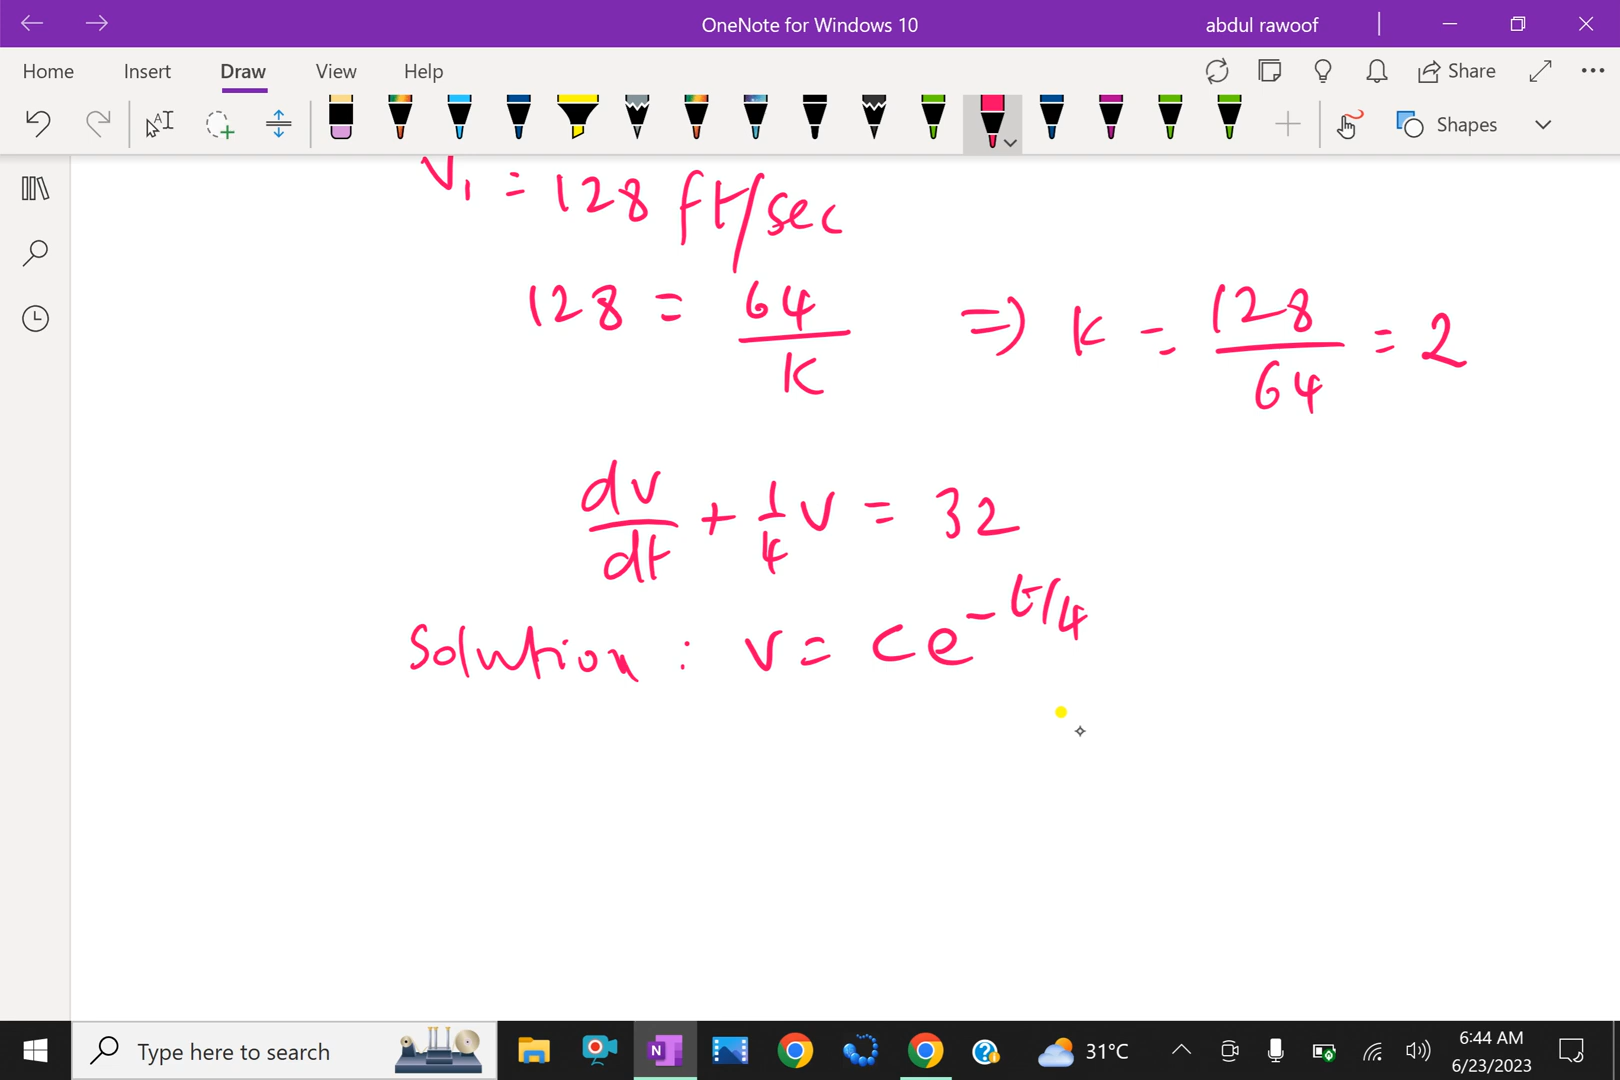 OneNote for Windows 10 abdul rawoof
Home Insert Draw View Help Share
Shapes
V₁ = 128 ft/sec
128 = 64/K => K = 128/64 = 2
dv/dt + 1/4 v = 32
Solution : v = ce^(-t/4)
Type here to search
31°C
6:44 AM
6/23/2023